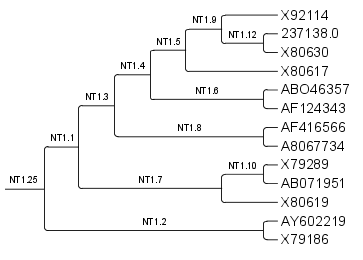 NT1.9 X92114
NT1.12 237138.0
NT1.5 X80630
NT1.4 X80617
NT1.6 ABO46357
NT1.3 AF124343
NT1.8 AF416566
A8067734
NT1.1 NT1.10 X79289
NT1.7 AB071951
NT1.25 X80619
NT1.2 AY602219
X79186